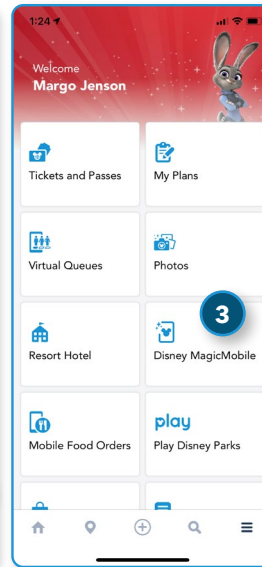 1:24
Welcome
Margo Jenson
Tickets and Passes
My Plans
Virtual Queues
Photos
3
Resort Hotel
Disney MagicMobile
play
Mobile Food Orders
Play Disney Parks